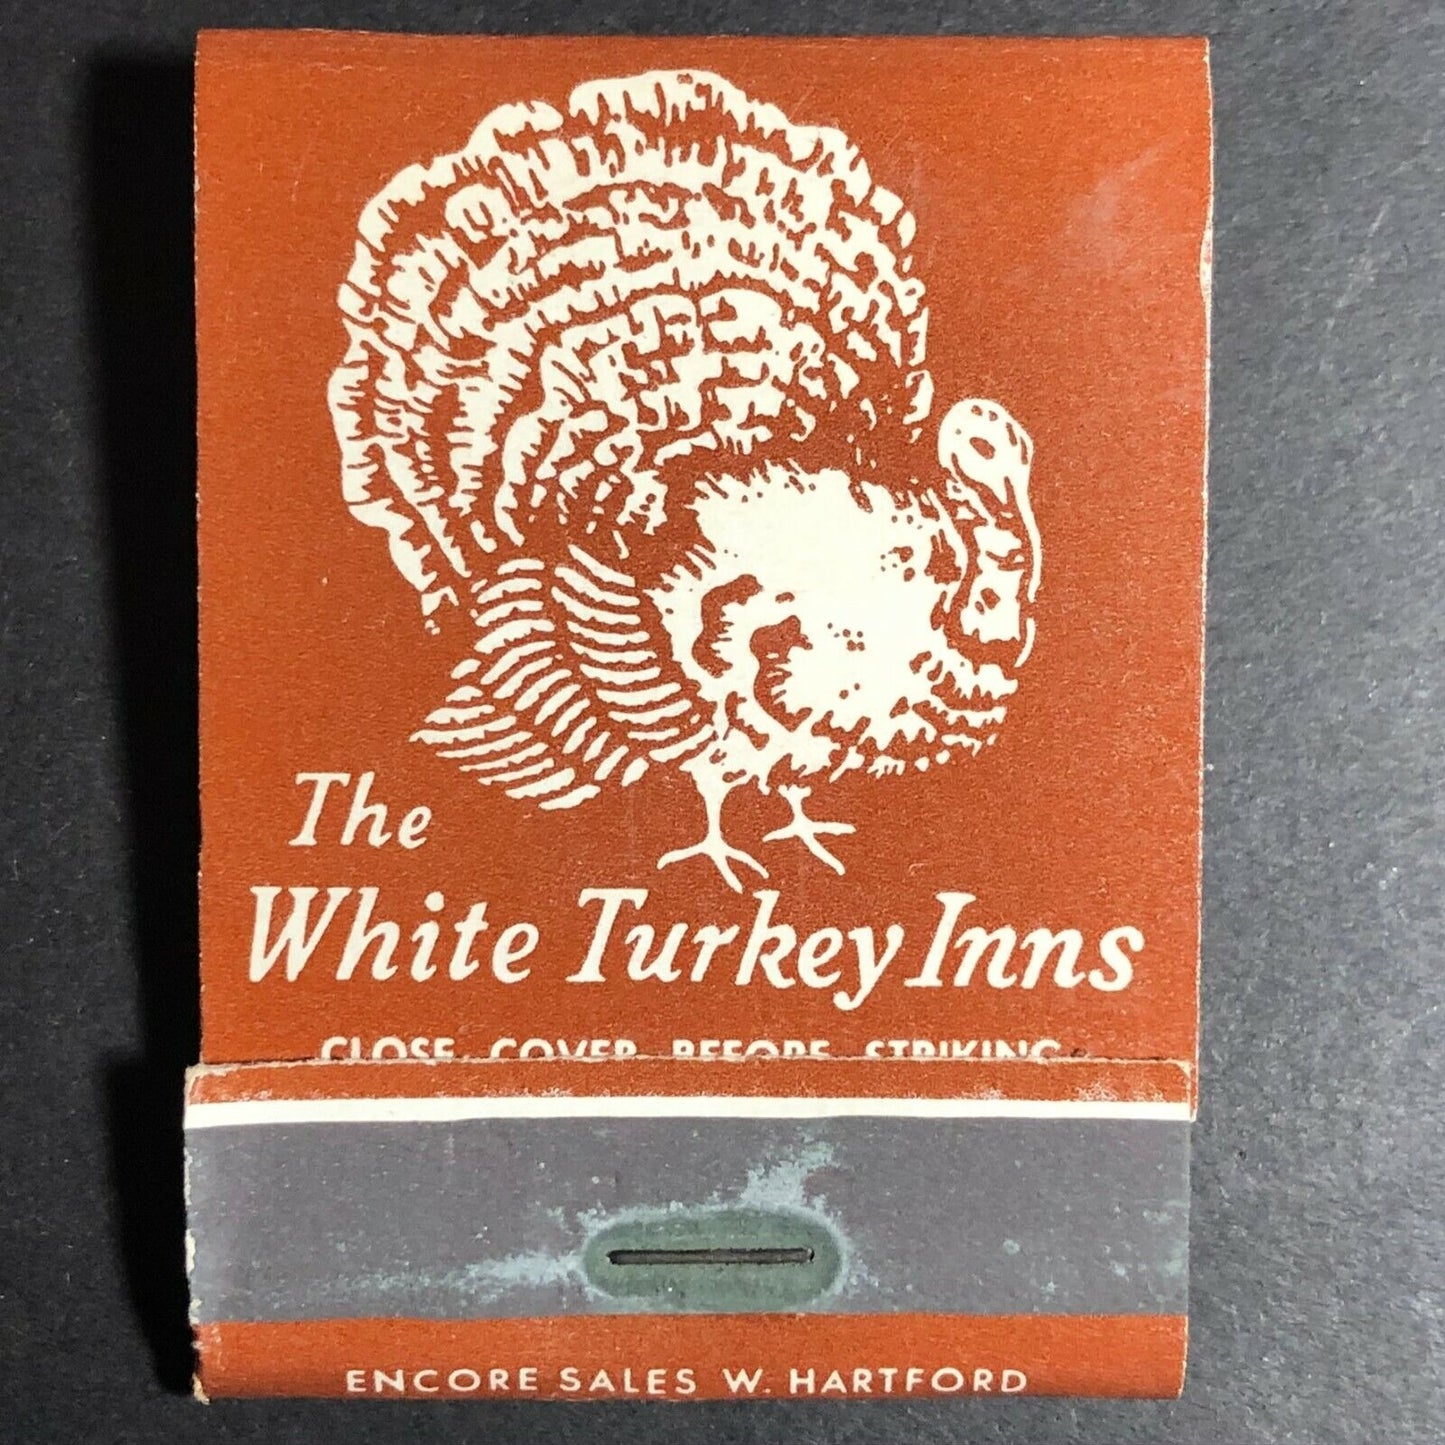 The
White Turkey Inns
CLOSE COVER BEFORE STRIKING
ENCORE SALES W. HARTFORD